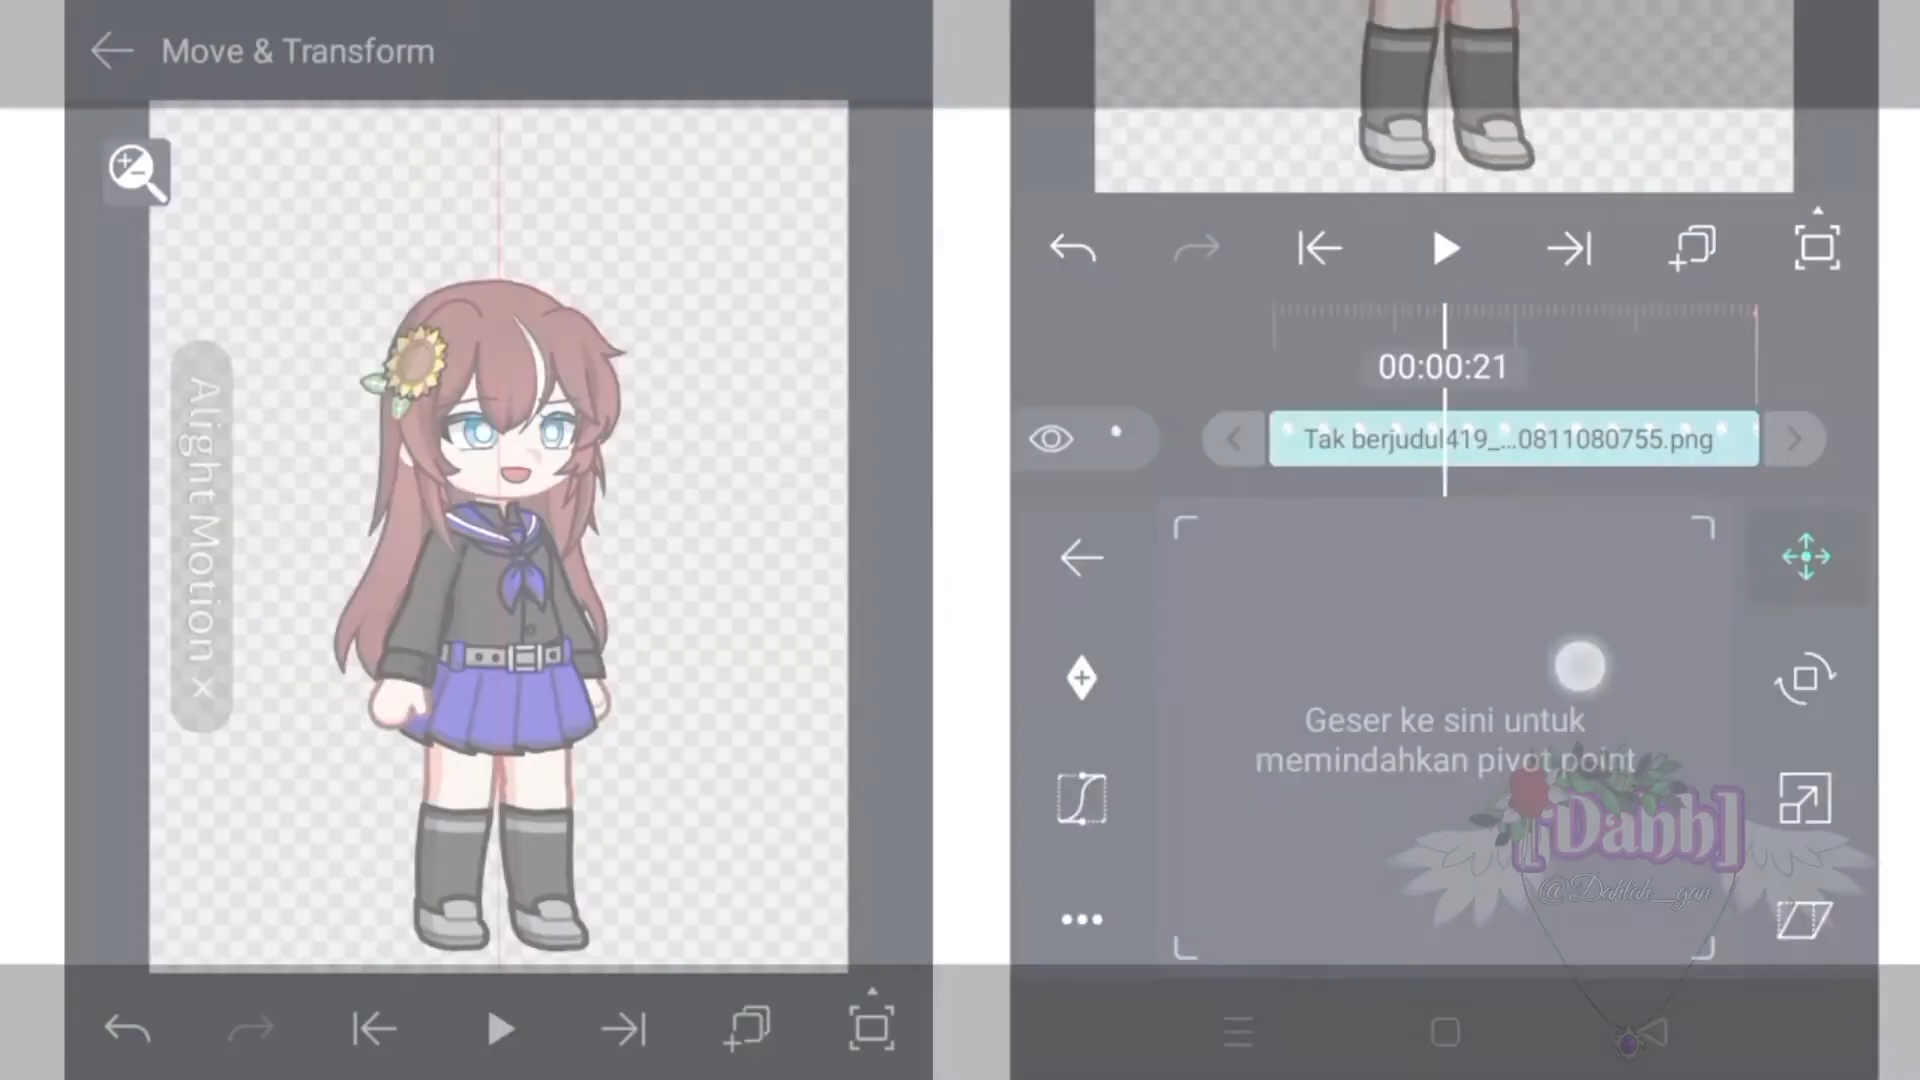 Move & Transform
Alight Motion ×
00:00:21
Tak berjudul419_...0811080755.png
Geser ke sini untuk
memindahkan pivot point
[¡Dahh]
@Dahlah__gan